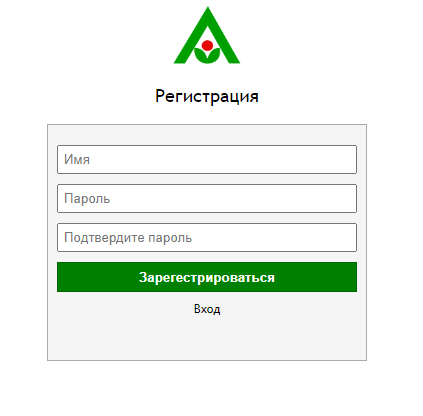 Регистрация
Имя
Пароль
Подтвердите пароль
Зарегестрироваться
Вход